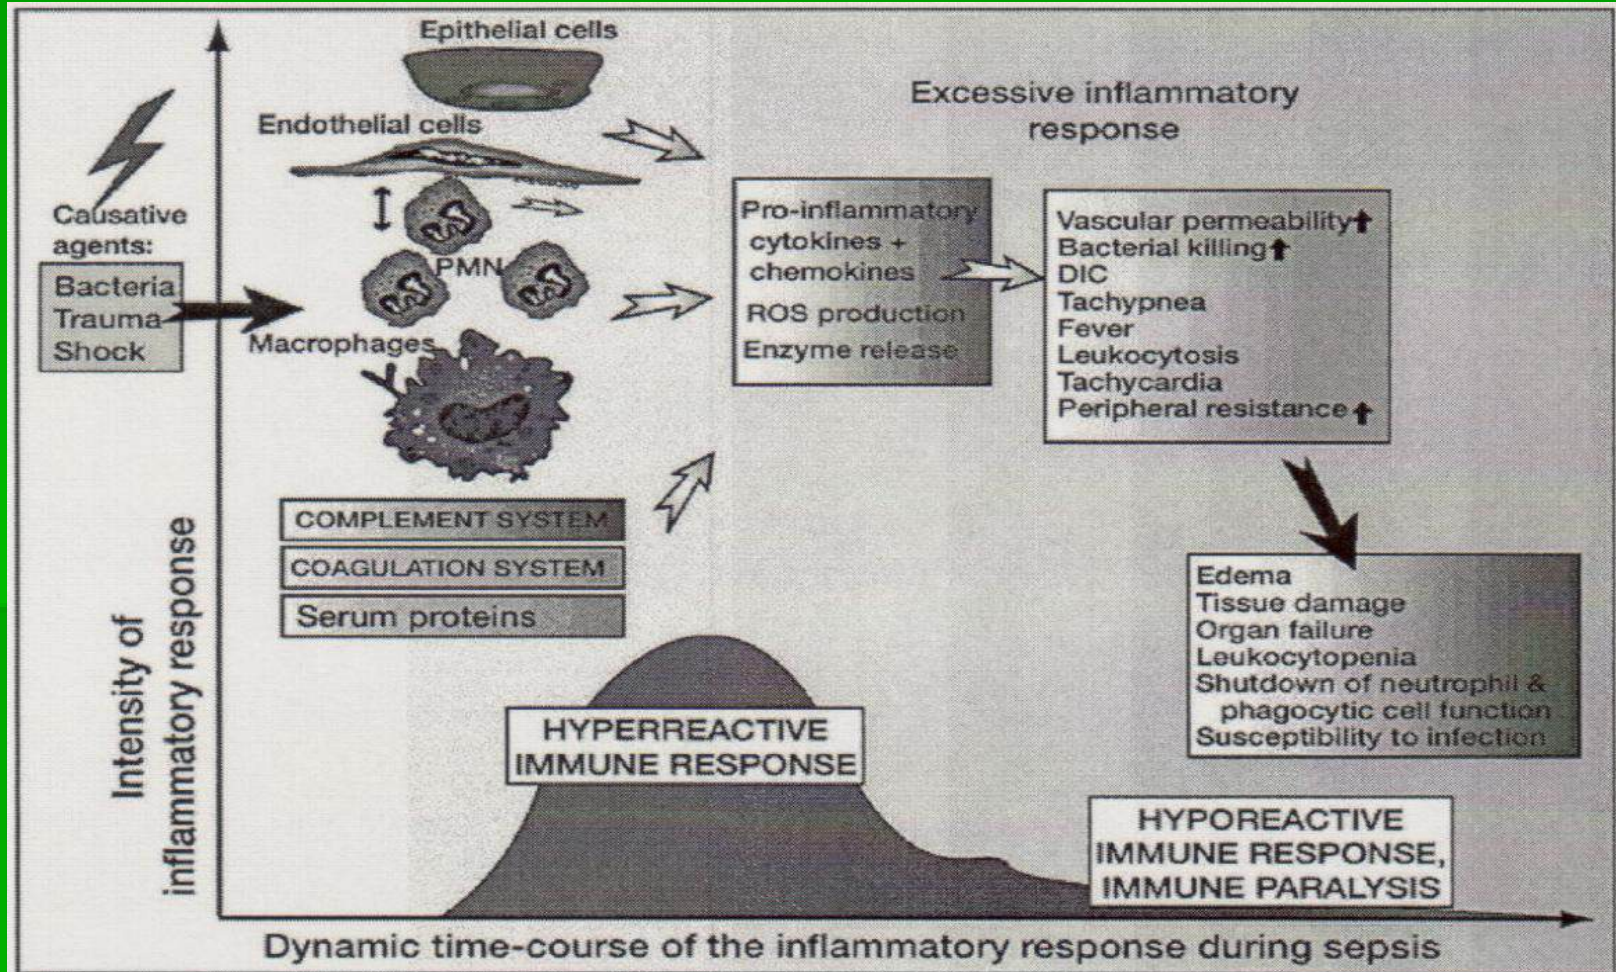 Epithelial cells
Endothelial cells
Causative
agents:
Bacteria
Trauma
Shock
PMN
Macrophages
COMPLEMENT SYSTEM
COAGULATION SYSTEM
Serum proteins
Excessive inflammatory
response
Pro-inflammatory
cytokines +
chemokines
ROS production
Enzyme release
Vascular permeability⬆
Bacterial killing⬆
DIC
Tachypnea
Fever
Leukocytosis
Tachycardia
Peripheral resistance⬆
Edema
Tissue damage
Organ failure
Leukocytopenia
Shutdown of neutrophil &
phagocytic cell function
Susceptibility to infection
Intensity of
inflammatory response
HYPERREACTIVE
IMMUNE RESPONSE
HYPOREACTIVE
IMMUNE RESPONSE,
IMMUNE PARALYSIS
Dynamic time-course of the inflammatory response during sepsis